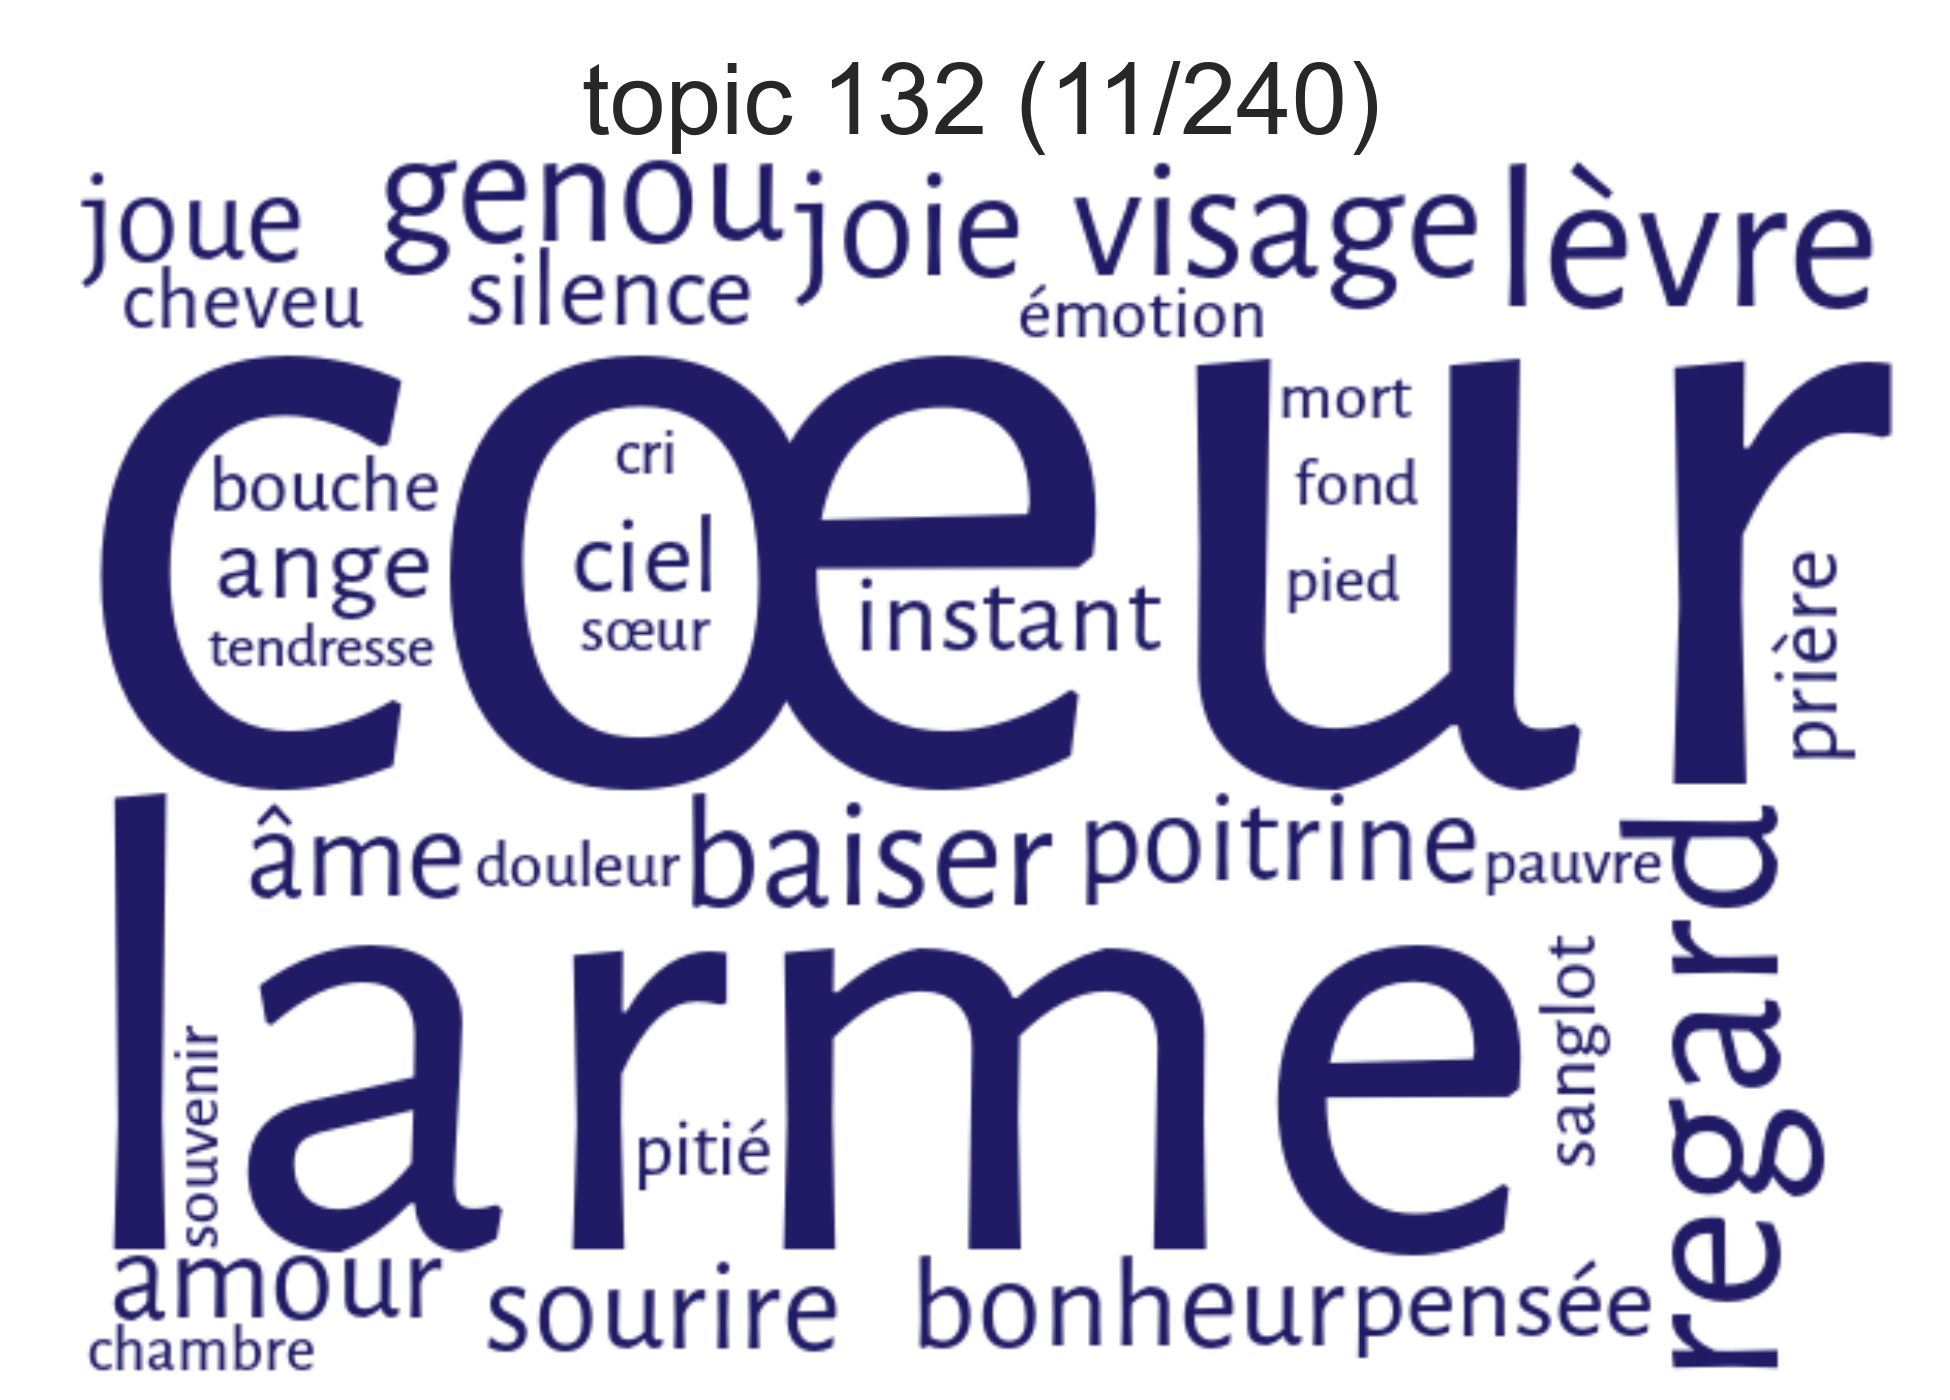 topic 132 (11/240)
joue genou joie visage lèvre
cheveu silence émotion
cœur
mort
cri
bouche fond
ange ciel pied
tendresse sœur instant
prière
âme douleur baiser poitrine pauvre
larme
regard
sanglot
souvenir
pitié
amour sourire bonheur pensée
chambre